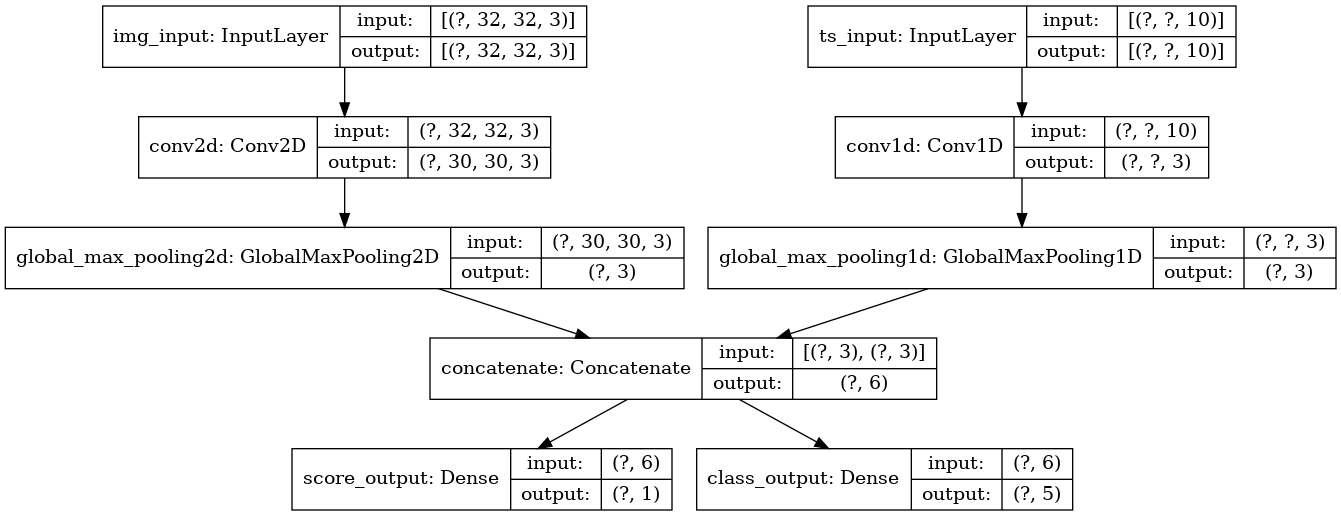 img_input: InputLayer
input:
[(?, 32, 32, 3)]
output:
[(?, 32, 32, 3)]
ts_input: InputLayer
input:
[(?, ?, 10)]
output:
[(?, ?, 10)]
conv2d: Conv2D
input:
(?, 32, 32, 3)
output:
(?, 30, 30, 3)
conv1d: Conv1D
input:
(?, ?, 10)
output:
(?, ?, 3)
global_max_pooling2d: GlobalMaxPooling2D
input:
(?, 30, 30, 3)
output:
(?, 3)
global_max_pooling1d: GlobalMaxPooling1D
input:
(?, ?, 3)
output:
(?, 3)
concatenate: Concatenate
input:
[(?, 3), (?, 3)]
output:
(?, 6)
score_output: Dense
input:
(?, 6)
output:
(?, 1)
class_output: Dense
input:
(?, 6)
output:
(?, 5)